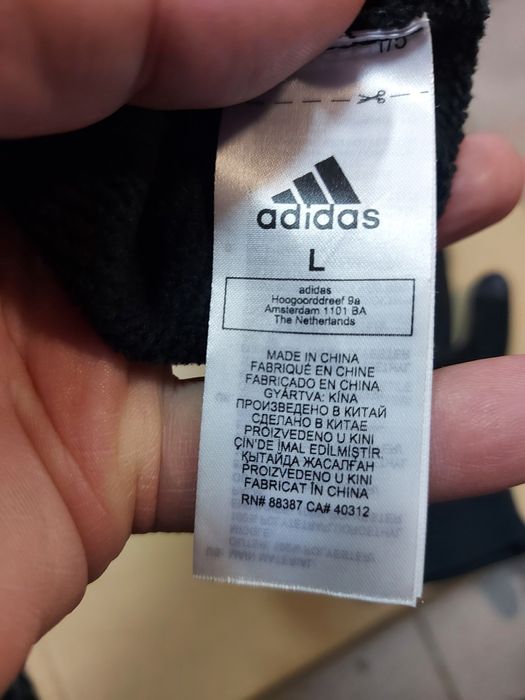 175
adidas
L
adidas
Hoogoorddreef 9a
Amsterdam 1101 BA
The Netherlands
MADE IN CHINA
FABRIQUÉ EN CHINE
FABRICADO EN CHINA
GYÁRTVA: KÍNA
ПРОИЗВЕДЕНО В КИТАЙ
СДЕЛАНО В КИТАЕ
PROIZVEDENO U KINI
ÇİN'DE İMAL EDİLMİŞTİR
ҚЫТАЙДА ЖАСАЛҒАН
PROIZVEDENO U KINI
FABRICAT ÎN CHINA
RN# 88387 CA# 40312